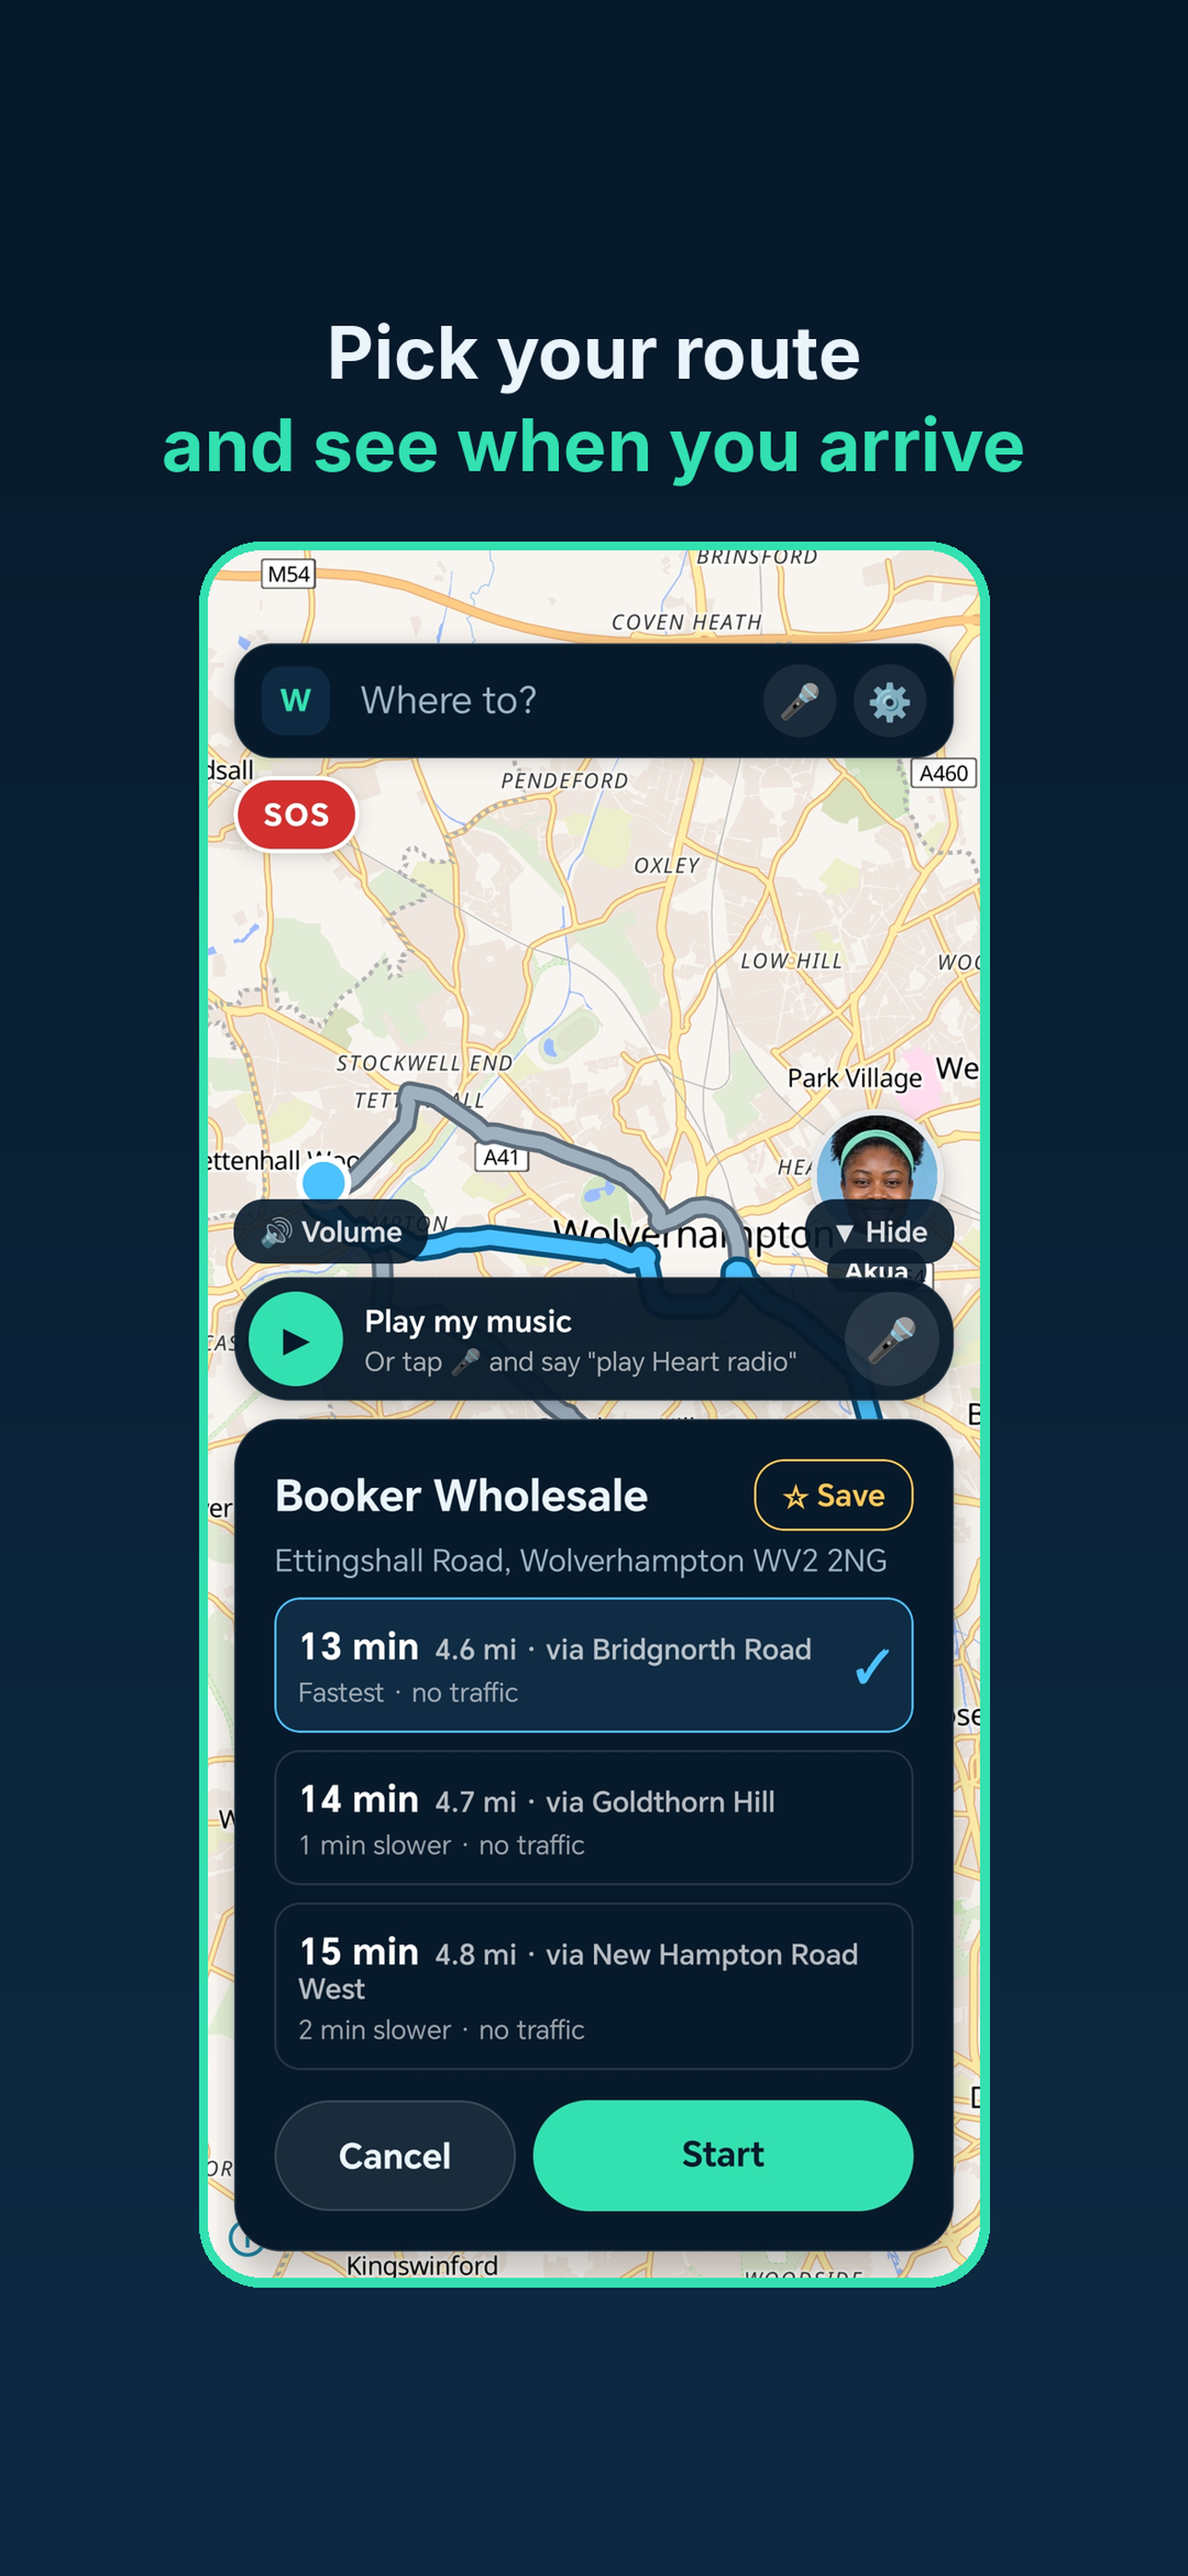 Pick your route
and see when you arrive
BRINSFORD
M54
COVEN HEATH
W Where to?
dsall
PENDEFORD
A460
SOS
OXLEY
LOW HILL
STOCKWELL END
Park Village
A41
Wolverhampton
🔊 Volume
▼ Hide
Akua
▶ Play my music
Or tap 🎤 and say "play Heart radio"
Booker Wholesale
☆ Save
Ettingshall Road, Wolverhampton WV2 2NG
13 min 4.6 mi · via Bridgnorth Road ✓
Fastest · no traffic
14 min 4.7 mi · via Goldthorn Hill
1 min slower · no traffic
15 min 4.8 mi · via New Hampton Road
West
2 min slower · no traffic
Cancel
Start
Kingswinford
WOODSIDE